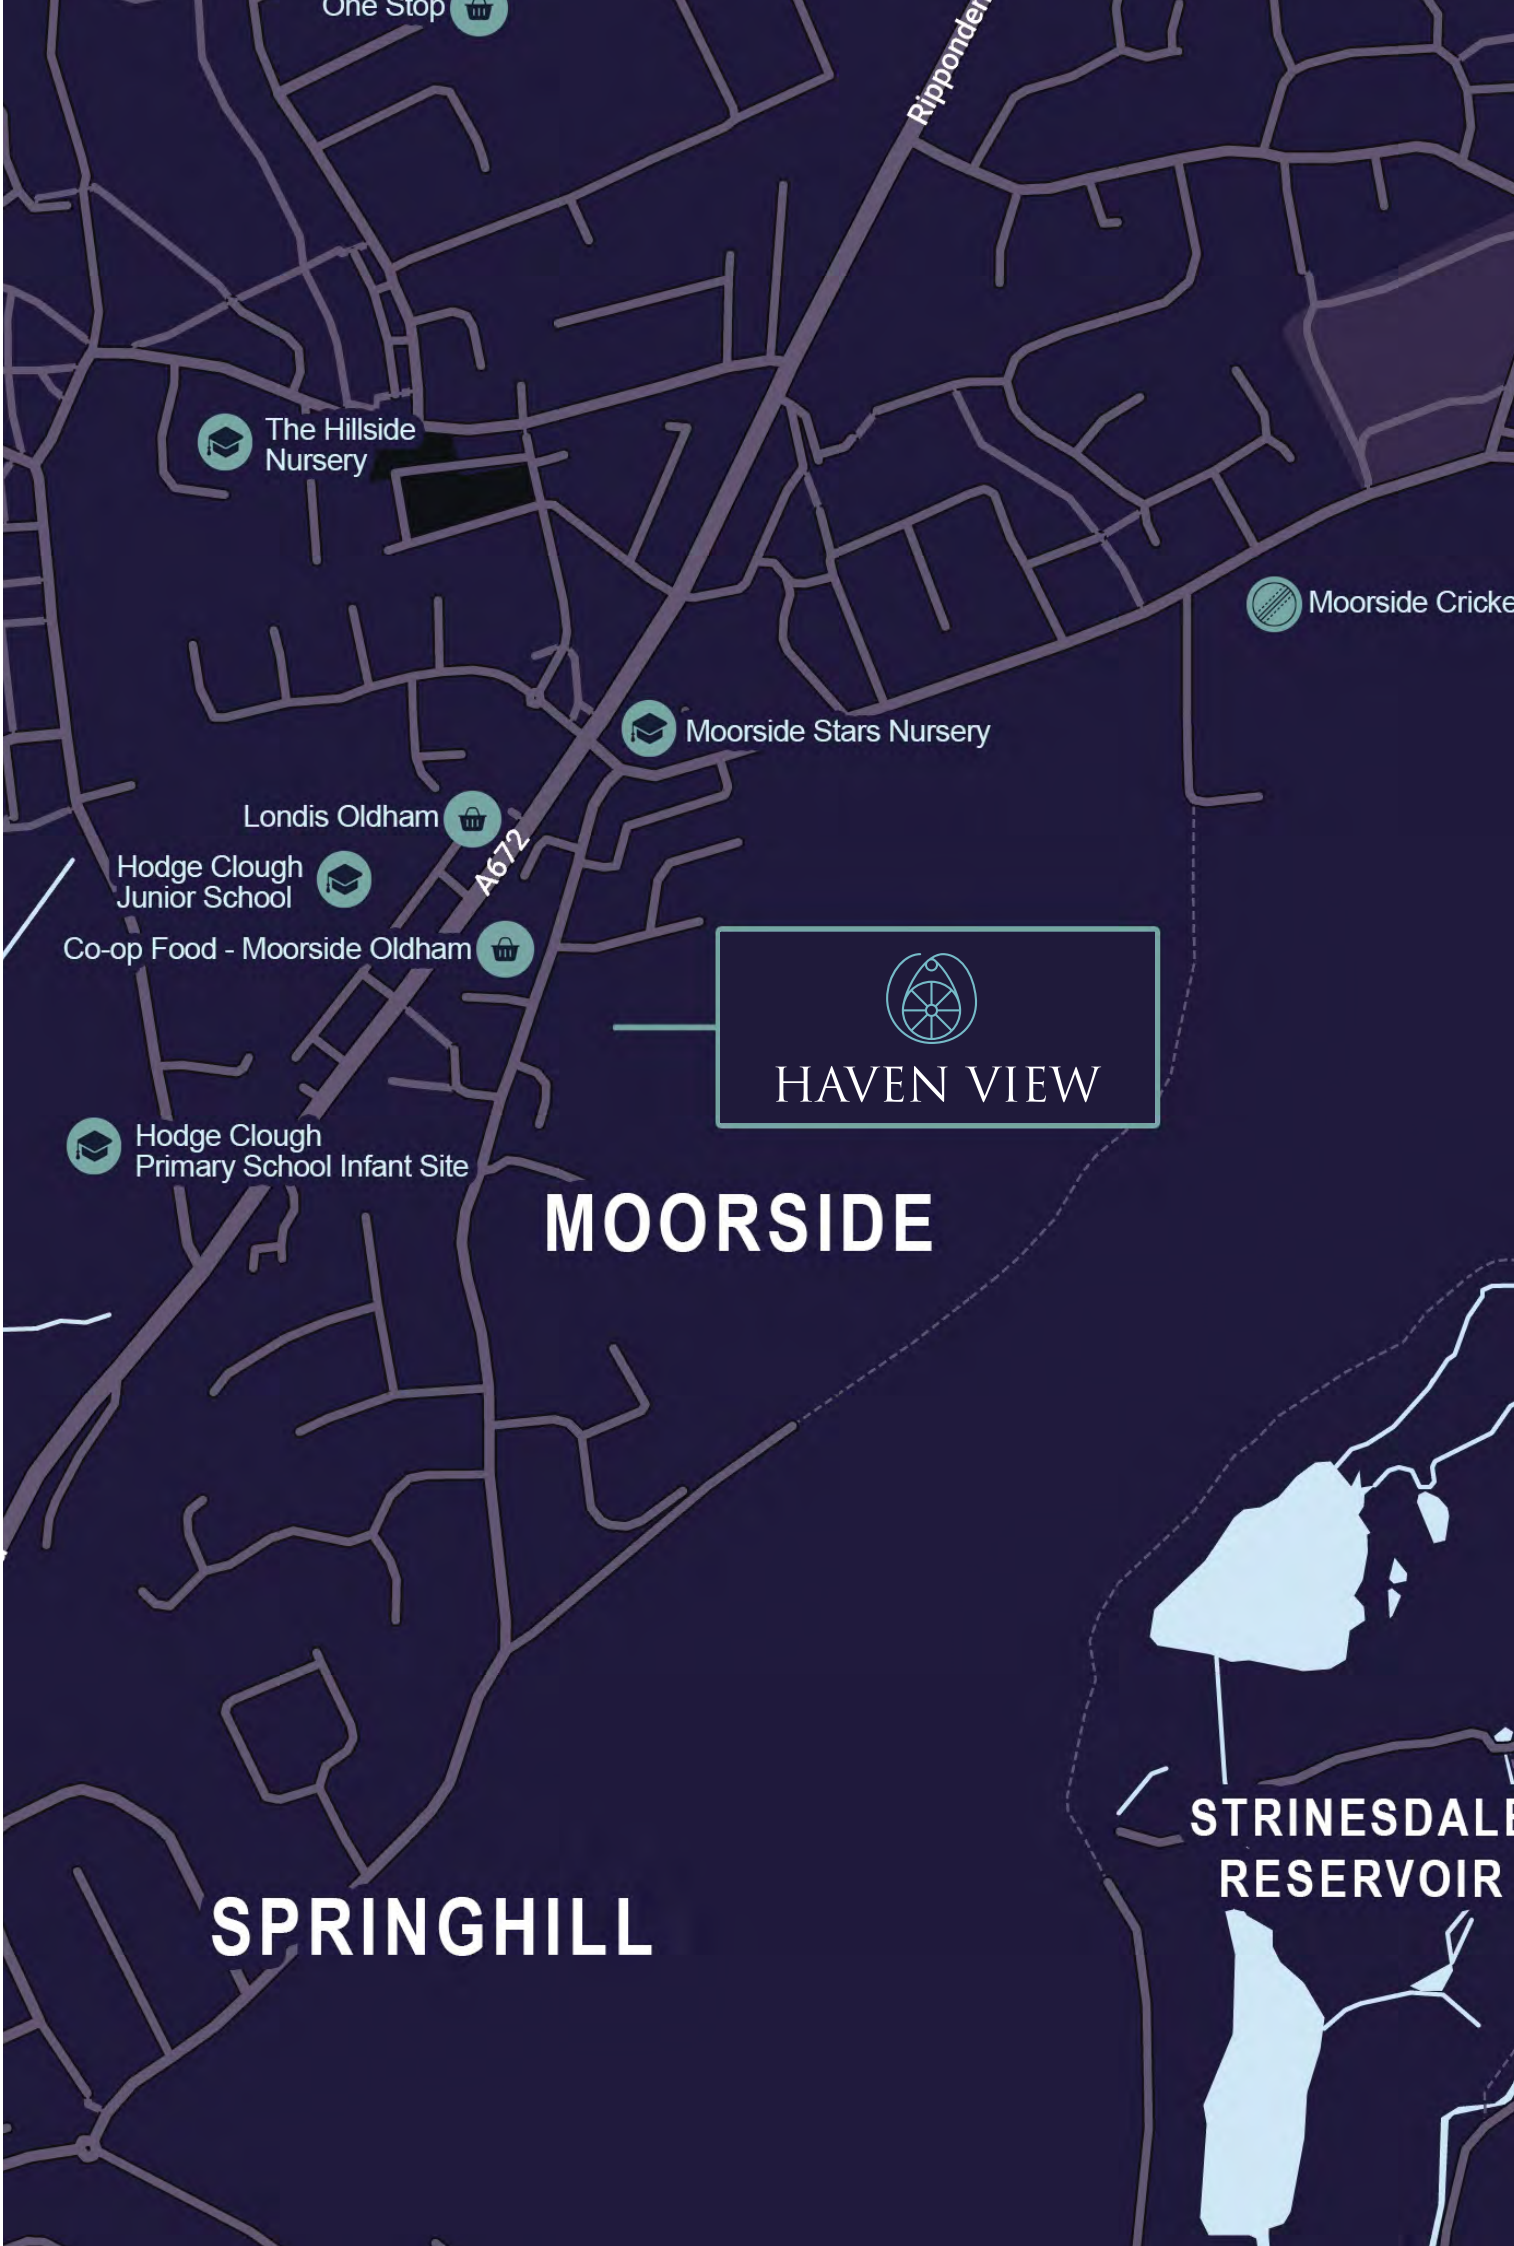 One Stop
Ripponden
The Hillside
Nursery
Moorside Cricke
Moorside Stars Nursery
Londis Oldham
A672
Hodge Clough
Junior School
Co-op Food - Moorside Oldham
HAVEN VIEW
Hodge Clough
Primary School Infant Site
MOORSIDE
STRINESDALE
RESERVOIR
SPRINGHILL